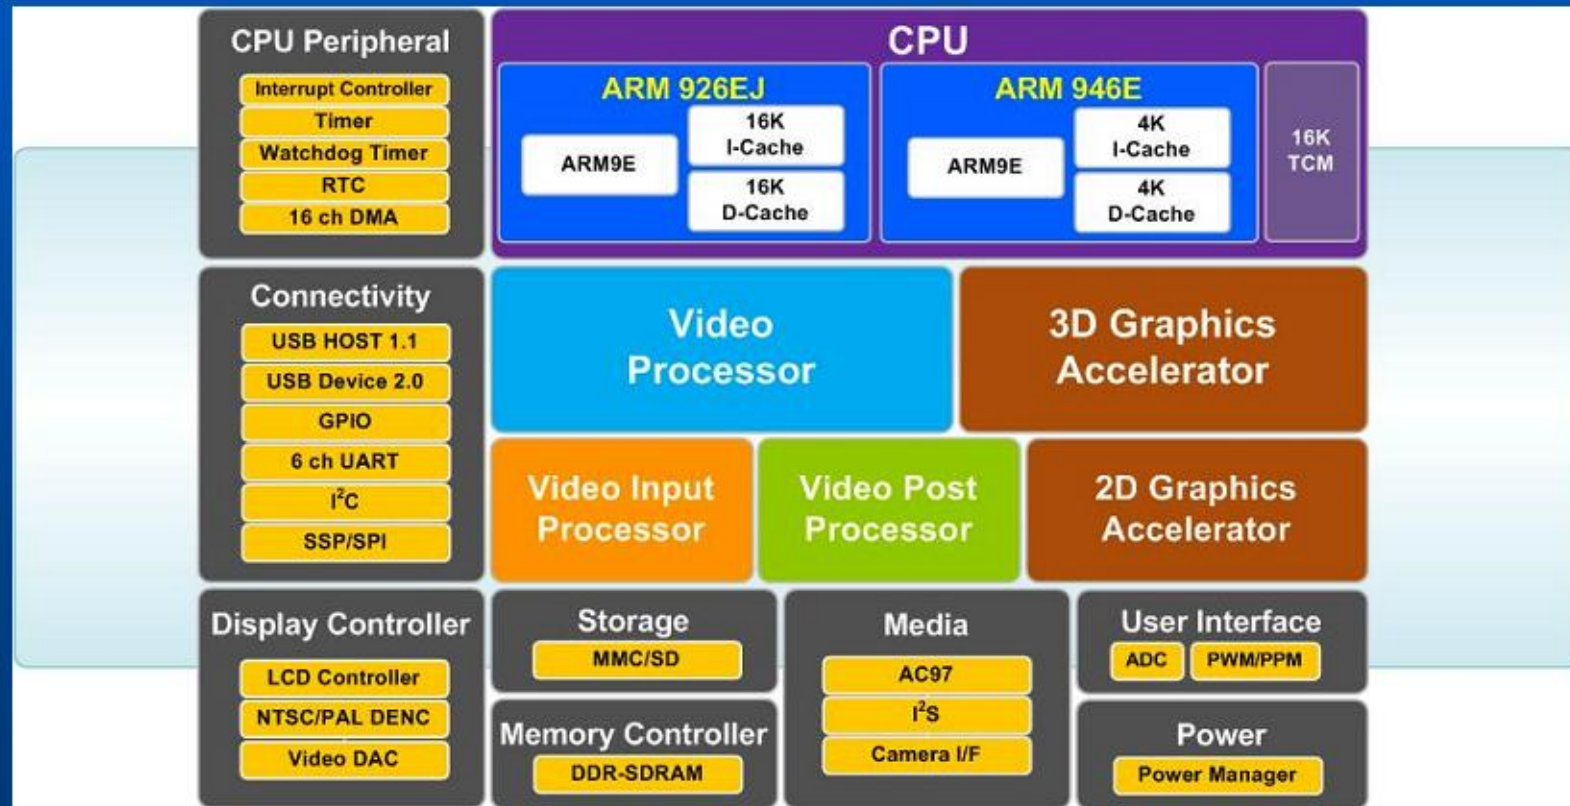 CPU Peripheral
Interrupt Controller
Timer
Watchdog Timer
RTC
16 ch DMA
CPU
ARM 926EJ
ARM9E
16K
I-Cache
16K
D-Cache
ARM 946E
ARM9E
4K
I-Cache
4K
D-Cache
16K
TCM
Connectivity
USB HOST 1.1
USB Device 2.0
GPIO
6 ch UART
I²C
SSP/SPI
Video
Processor
3D Graphics
Accelerator
Video Input
Processor
Video Post
Processor
2D Graphics
Accelerator
Display Controller
LCD Controller
NTSC/PAL DENC
Video DAC
Storage
MMC/SD
Memory Controller
DDR-SDRAM
Media
AC97
I²S
Camera I/F
User Interface
ADC
PWM/PPM
Power
Power Manager